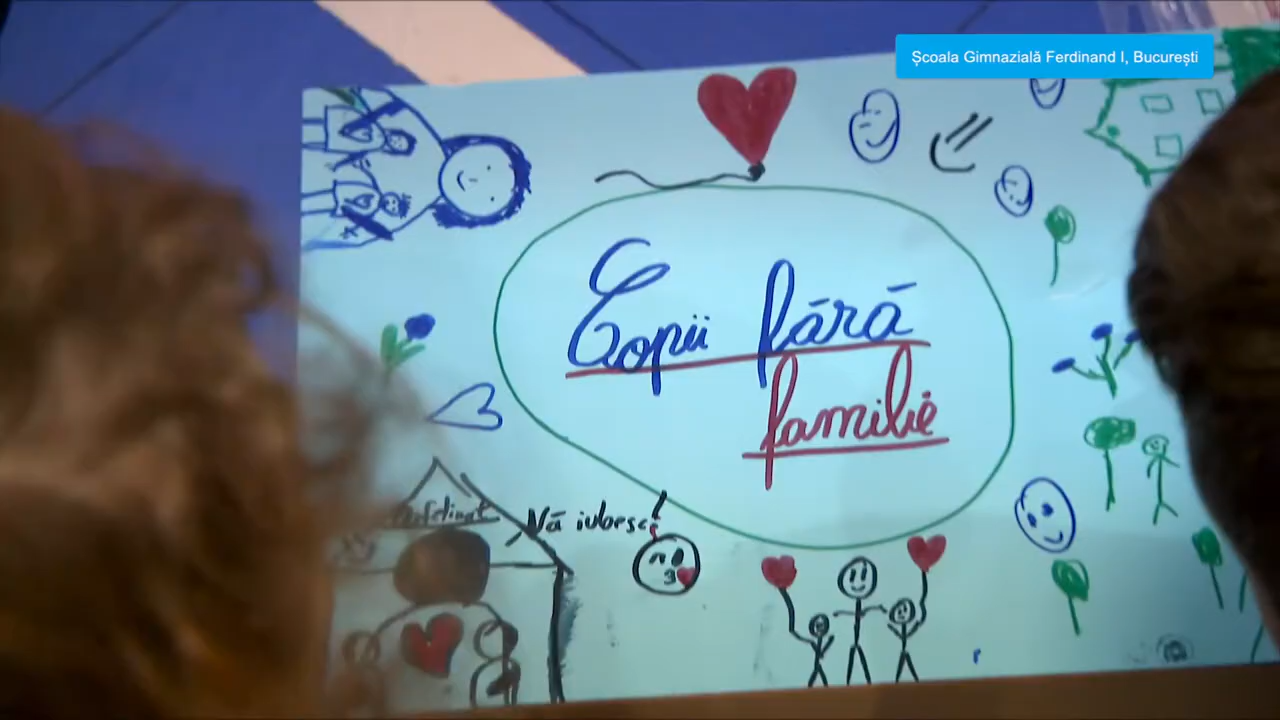 Școala Gimnazială Ferdinand I, București
Copii fără
familie
Vă iubesc!